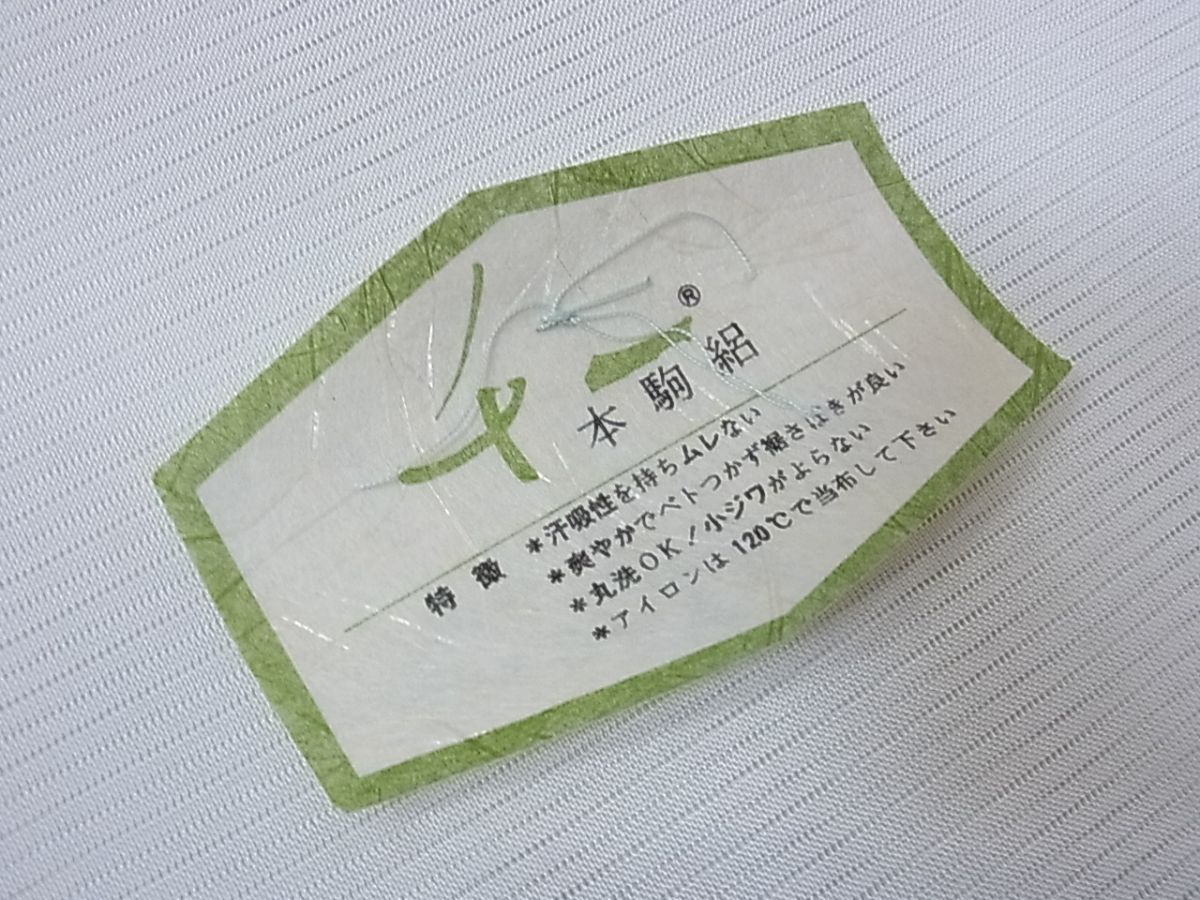 ®
本駒絽
特徴
*汗吸性を持ちムレない
*爽やかでベトつかず裾さばきが良い
*丸洗OK!小ジワがよらない
*アイロンは120℃で当布して下さい